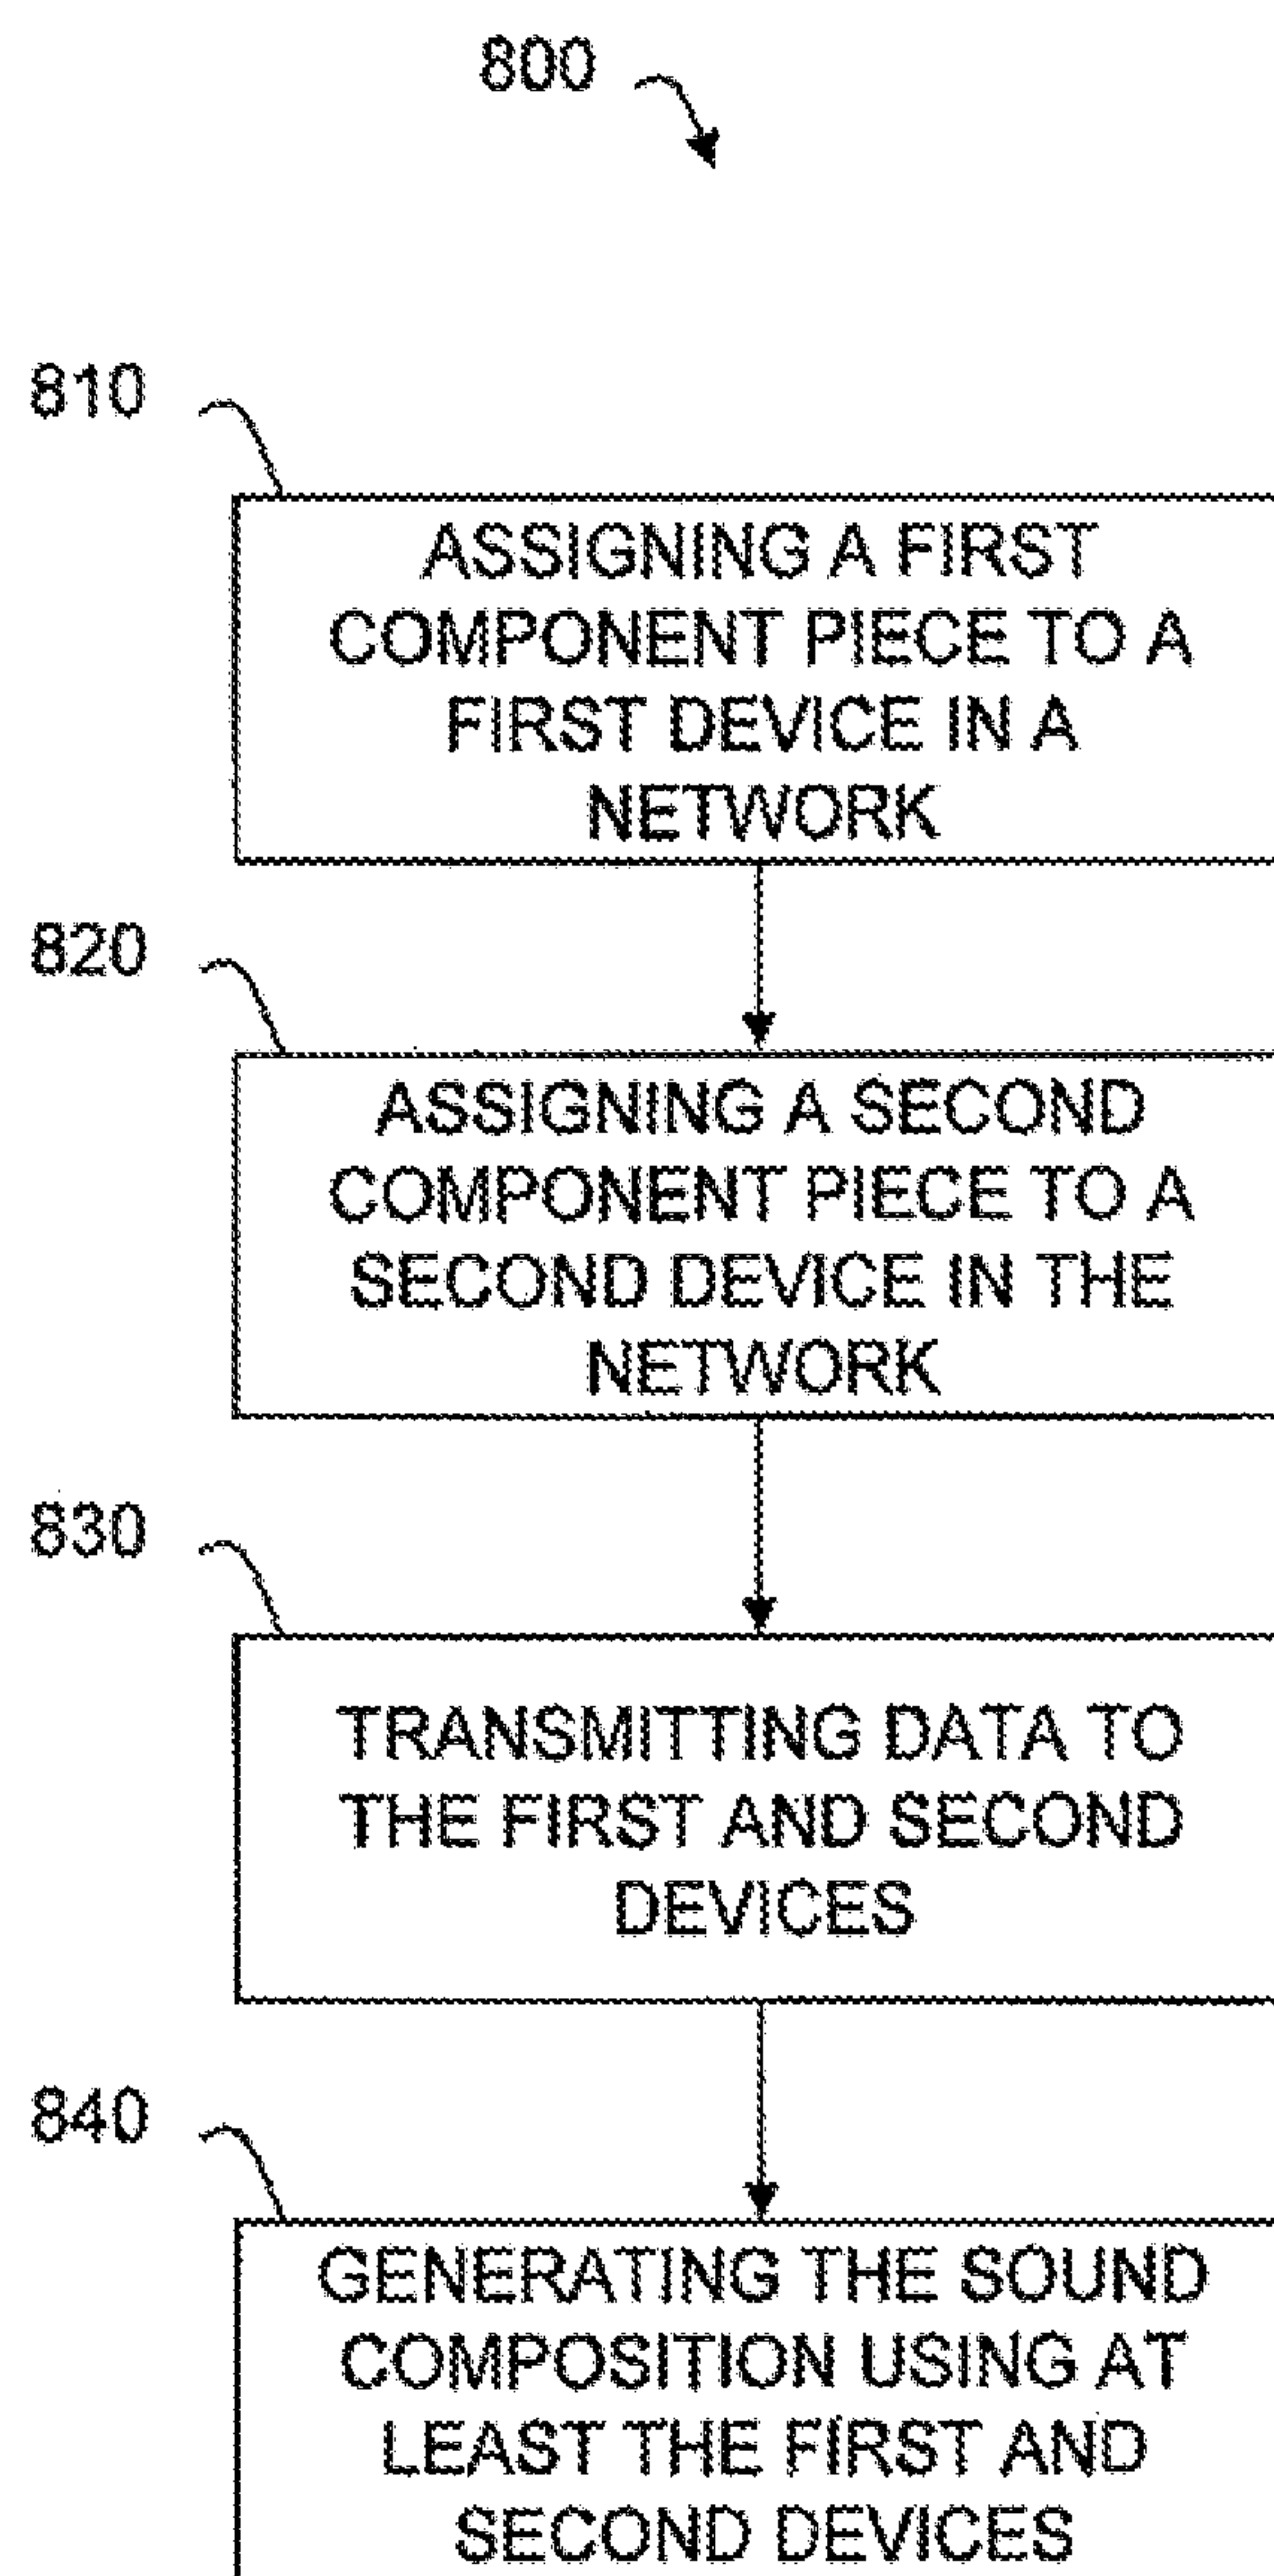 800
810
ASSIGNING A FIRST
COMPONENT PIECE TO A
FIRST DEVICE IN A
NETWORK
820
ASSIGNING A SECOND
COMPONENT PIECE TO A
SECOND DEVICE IN THE
NETWORK
830
TRANSMITTING DATA TO
THE FIRST AND SECOND
DEVICES
840
GENERATING THE SOUND
COMPOSITION USING AT
LEAST THE FIRST AND
SECOND DEVICES